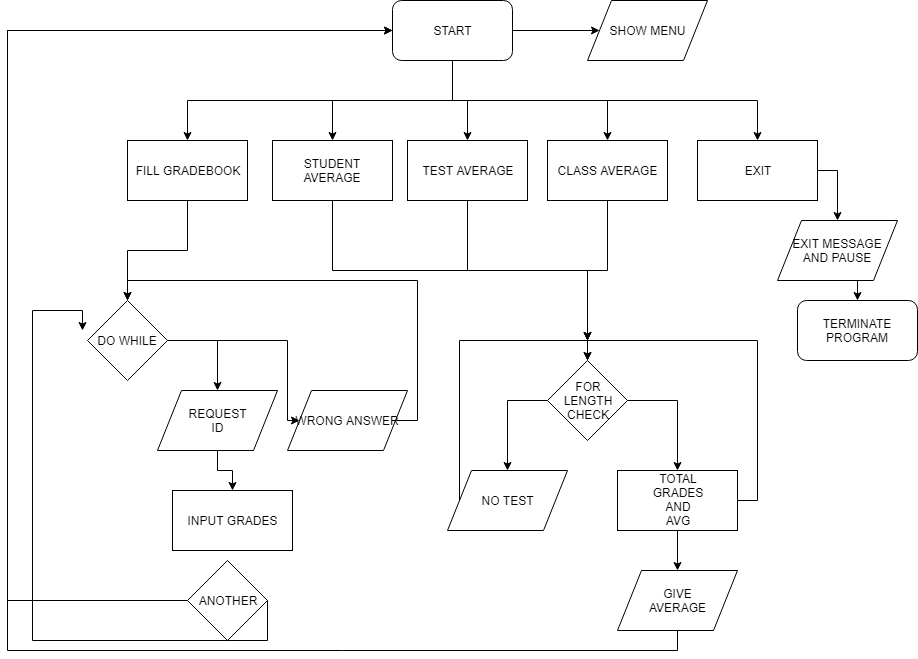 START
SHOW MENU
FILL GRADEBOOK
STUDENT
AVERAGE
TEST AVERAGE
CLASS AVERAGE
EXIT
EXIT MESSAGE
AND PAUSE
TERMINATE
PROGRAM
DO WHILE
FOR
LENGTH
CHECK
REQUEST
ID
WRONG ANSWER
NO TEST
TOTAL
GRADES
AND
AVG
INPUT GRADES
ANOTHER
GIVE
AVERAGE